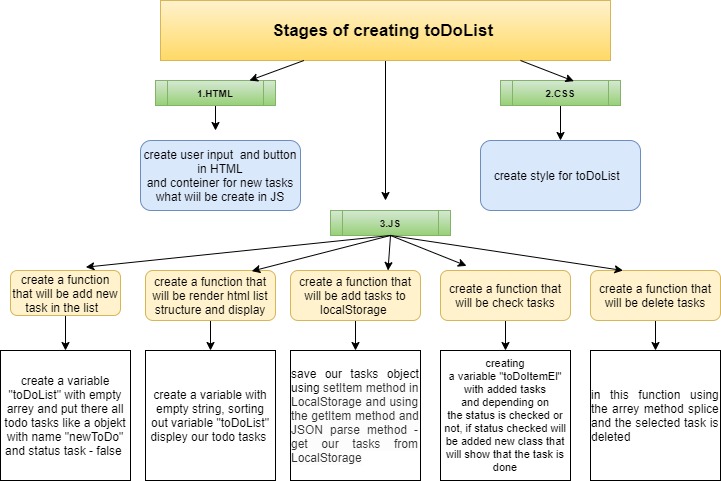 Stages of creating toDoList
1.HTML
2.CSS
create user input  and button
in HTML
and conteiner for new tasks
what will be create in JS
create style for toDoList
3.JS
create a function
that will be add new
task in the list
create a function that
will be render html list
structure and display
create a function that
will be add tasks to
localStorage
create a function that
will be check tasks
create a function that
will be delete tasks
create a variable
"toDoList" with empty
arrey and put there all
todo tasks like a objekt
with name "newToDo"
and status task - false
create a variable with
empty string, sorting
out variable "toDoList"
displey our todo tasks
save our tasks object
using setItem method in
LocalStorage and using
the getItem method and
JSON parse method -
get our tasks from
LocalStorage
creating
a variable "toDoItemEl"
with added tasks
and depending on
the status is checked or
not, if status checked will
be added new class that
will show that the task is
done
in this function using
the arrey method splice
and the selected task is
deleted